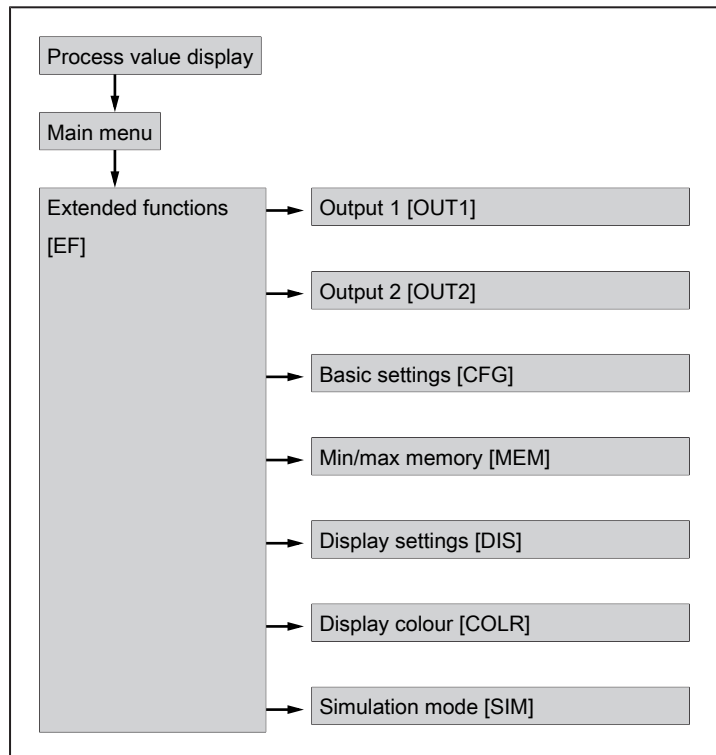 Process value display
Main menu
Extended functions
[EF]
Output 1 [OUT1]
Output 2 [OUT2]
Basic settings [CFG]
Min/max memory [MEM]
Display settings [DIS]
Display colour [COLR]
Simulation mode [SIM]